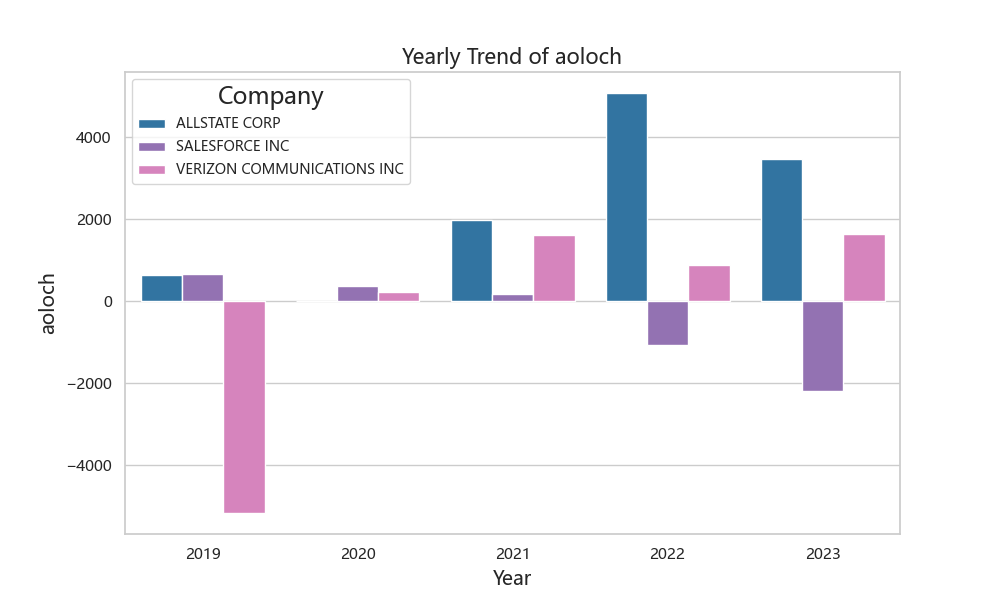 Yearly Trend of aoloch
Company
ALLSTATE CORP
SALESFORCE INC
VERIZON COMMUNICATIONS INC
4000
2000
0
−2000
−4000
aoloch
2019
2020
2021
2022
2023
Year